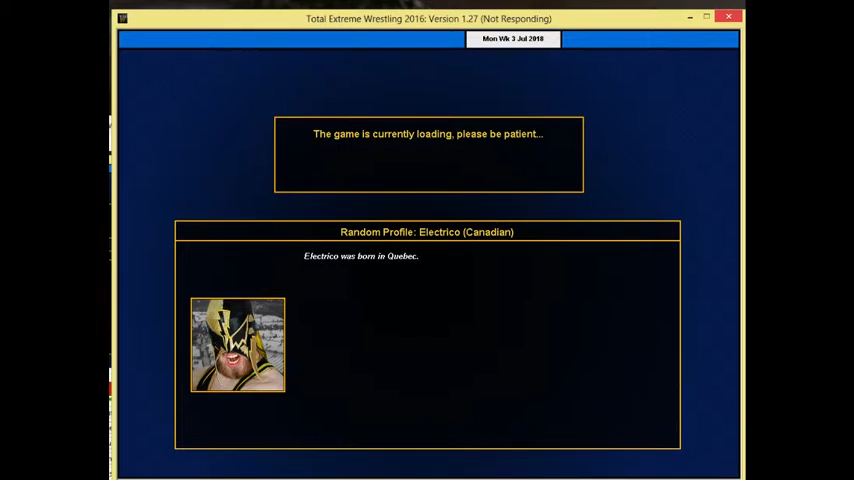 Total Extreme Wrestling 2016: Version 1.27 (Not Responding)
Mon Wk 3 Jul 2018
The game is currently loading, please be patient...
Random Profile: Electrico (Canadian)
Electrico was born in Quebec.